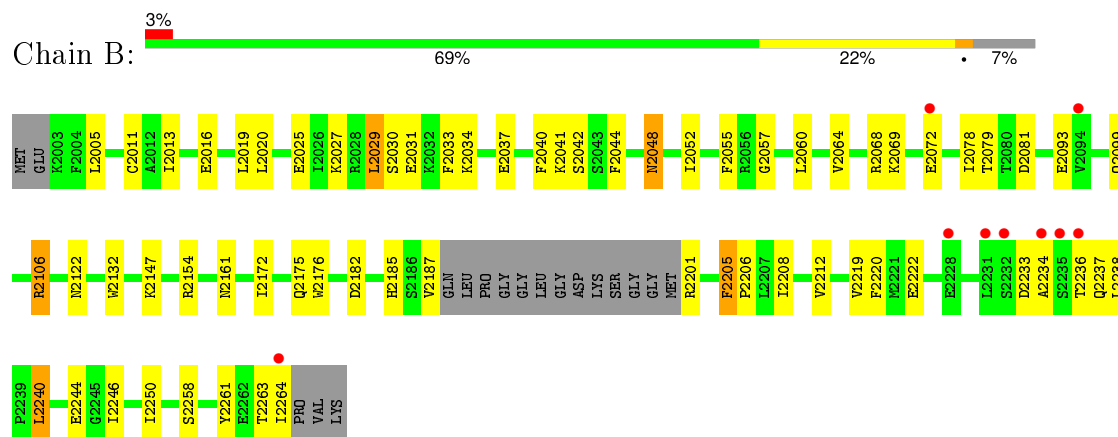 3%
Chain B:
69% 22% • 7%
MET GLU K2003 F2004 L2005 C2011 A2012 I2013 E2016 L2019 L2020 E2025 I2026 K2027 R2028 L2029 S2030 E2031 K2032 F2033 K2034 E2037 F2040 K2041 S2042 S2043 F2044 N2048 I2052 F2055 R2056 G2057 L2060 V2064 R2068 K2069 E2072 I2078 T2079 T2080 D2081 E2093 V2094
R2106 N2122 W2132 K2147 R2154 N2161 I2172 Q2175 W2176 D2182 H2185 S2186 V2187 GLN LEU PRO GLY GLY LEU GLY ASP LYS SER GLY GLY MET R2201 F2205 P2206 L2207 I2208 V2212 V2219 F2220 M2221 E2222 E2228 L2231 S2232 D2233 A2234 S2235 T2236 Q2237 L2238
P2239 L2240 E2244 G2245 I2246 I2250 S2258 Y2261 E2262 T2263 I2264 PRO VAL LYS